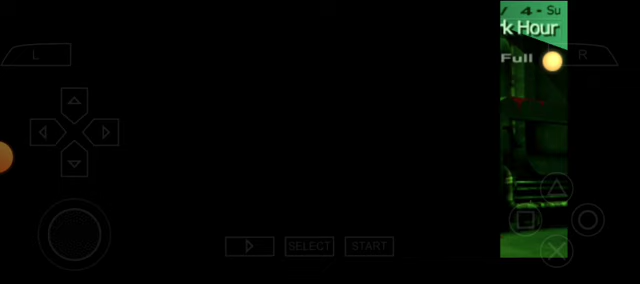 / 4 - Su
k Hour
Full
L
R
SELECT
START